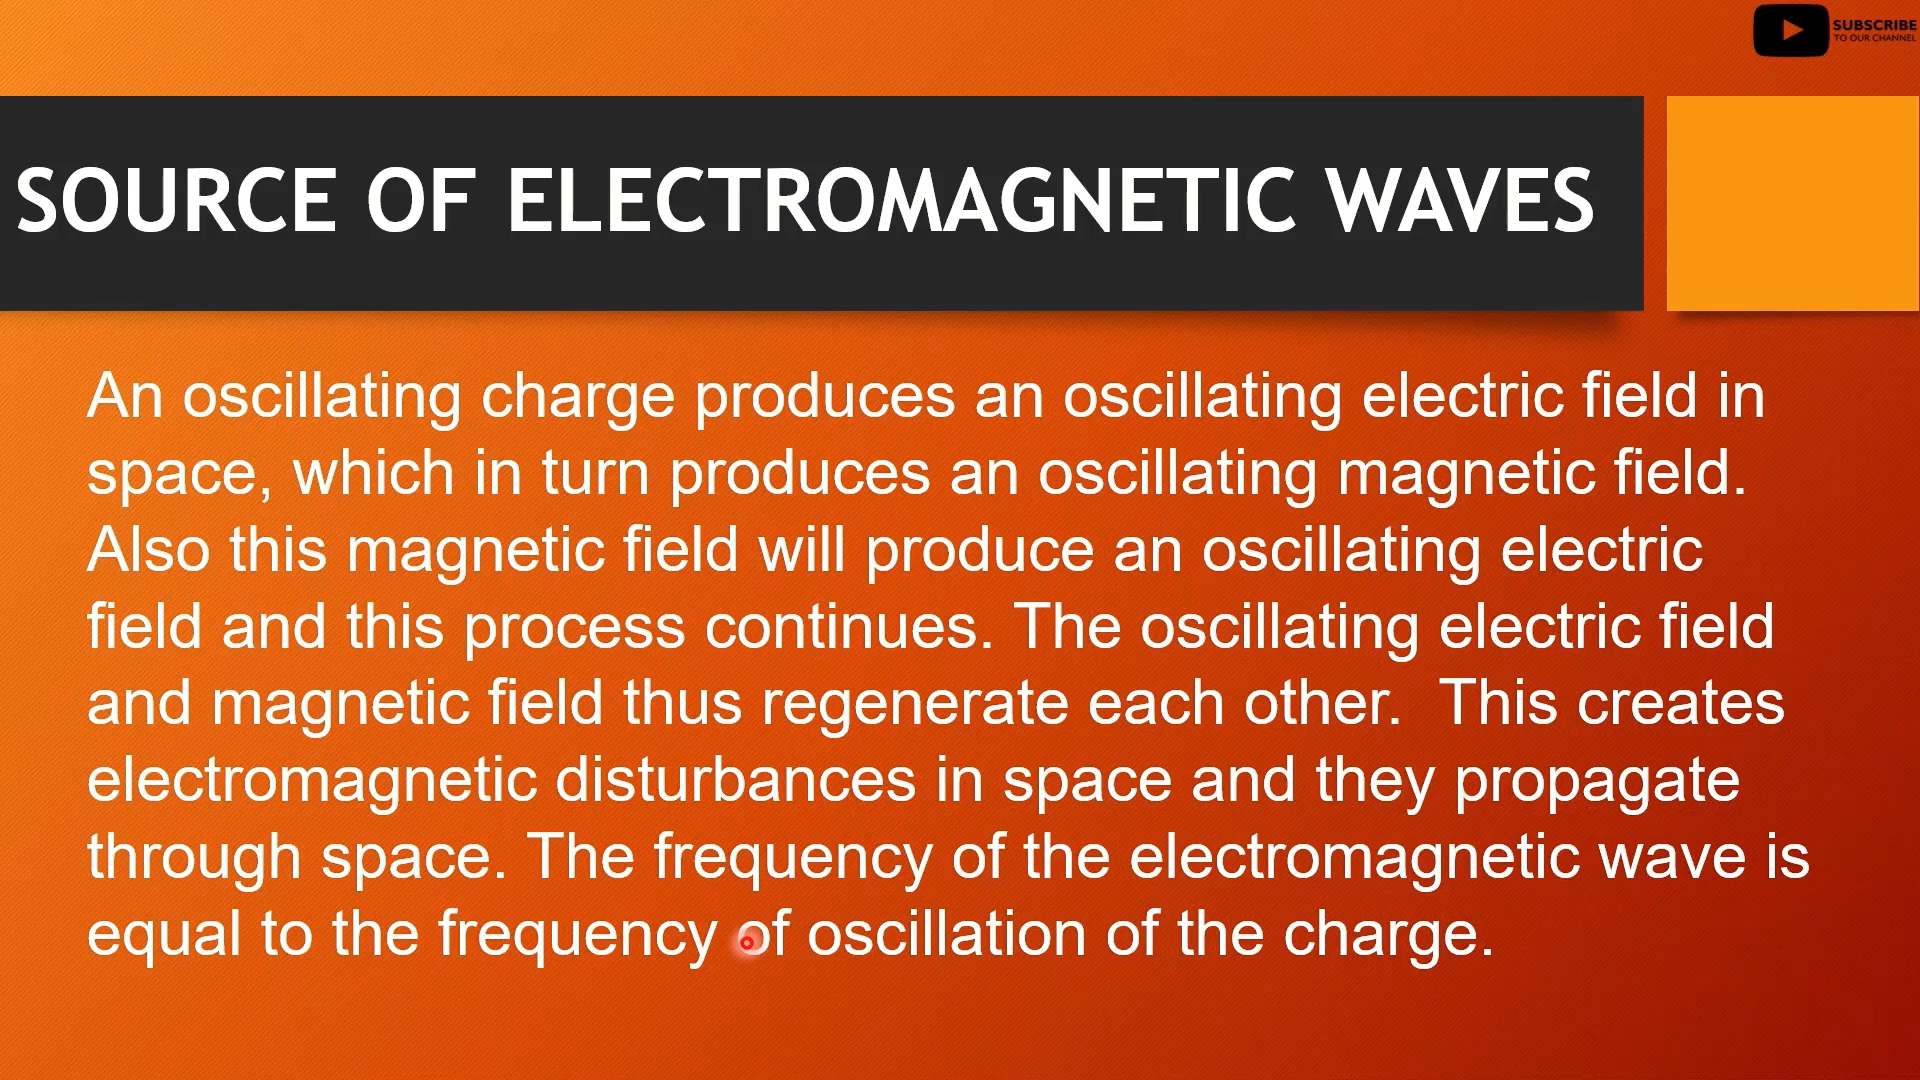 SUBSCRIBE
TO OUR CHANNEL
SOURCE OF ELECTROMAGNETIC WAVES
An oscillating charge produces an oscillating electric field in
space, which in turn produces an oscillating magnetic field.
Also this magnetic field will produce an oscillating electric
field and this process continues. The oscillating electric field
and magnetic field thus regenerate each other.  This creates
electromagnetic disturbances in space and they propagate
through space. The frequency of the electromagnetic wave is
equal to the frequency of oscillation of the charge.